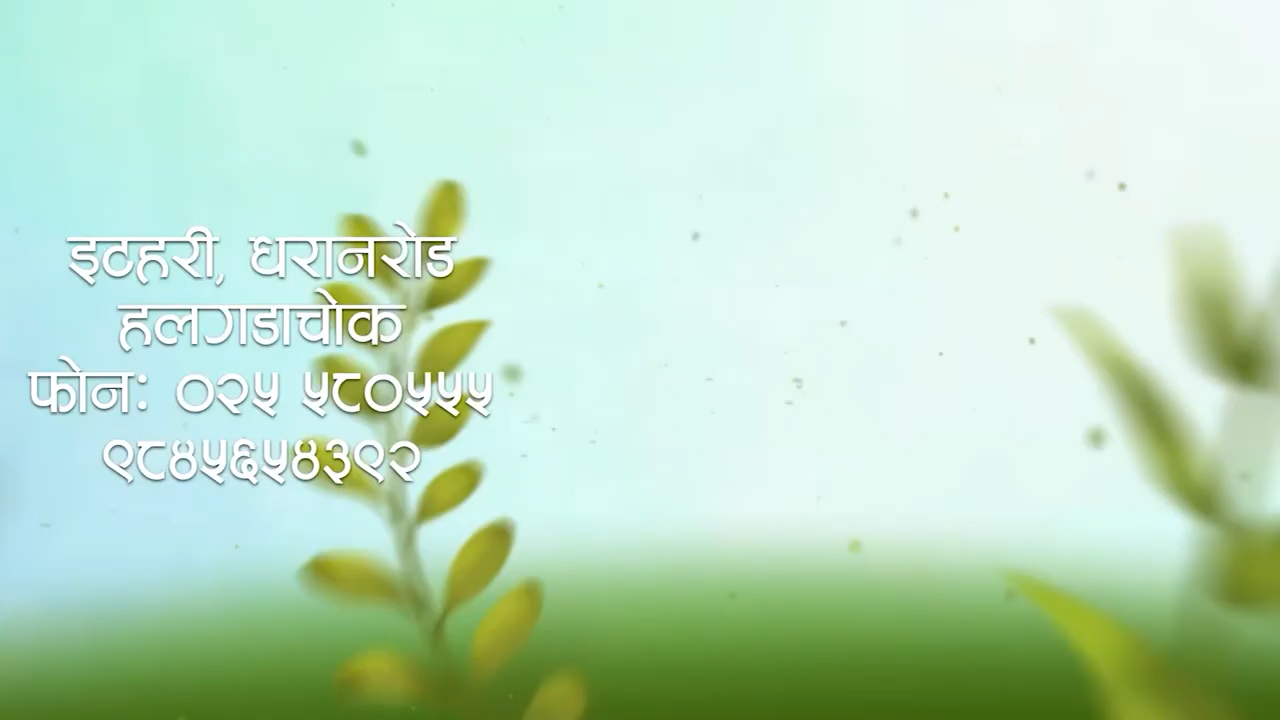 इटहरी, धरानरोड
हलगडाचोक
फोनः ०२५ ५८०५५५
९८४५६५४३९२